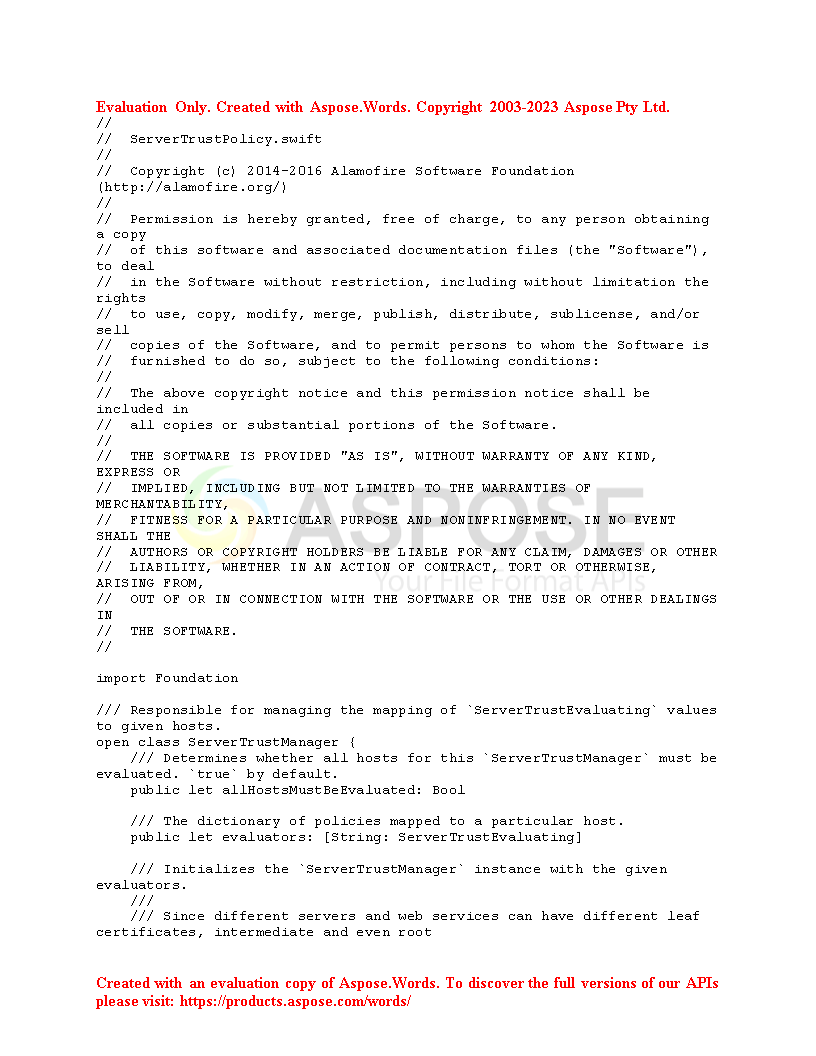 Evaluation Only. Created with Aspose.Words. Copyright 2003-2023 Aspose Pty Ltd.
//
//  ServerTrustPolicy.swift
//
//  Copyright (c) 2014-2016 Alamofire Software Foundation
(http://alamofire.org/)
//
//  Permission is hereby granted, free of charge, to any person obtaining
a copy
//  of this software and associated documentation files (the "Software"),
to deal
//  in the Software without restriction, including without limitation the
rights
//  to use, copy, modify, merge, publish, distribute, sublicense, and/or
sell
//  copies of the Software, and to permit persons to whom the Software is
//  furnished to do so, subject to the following conditions:
//
//  The above copyright notice and this permission notice shall be
included in
//  all copies or substantial portions of the Software.
//
//  THE SOFTWARE IS PROVIDED "AS IS", WITHOUT WARRANTY OF ANY KIND,
EXPRESS OR
//  IMPLIED, INCLUDING BUT NOT LIMITED TO THE WARRANTIES OF
MERCHANTABILITY,
//  FITNESS FOR A PARTICULAR PURPOSE AND NONINFRINGEMENT. IN NO EVENT
SHALL THE
//  AUTHORS OR COPYRIGHT HOLDERS BE LIABLE FOR ANY CLAIM, DAMAGES OR OTHER
//  LIABILITY, WHETHER IN AN ACTION OF CONTRACT, TORT OR OTHERWISE,
ARISING FROM,
//  OUT OF OR IN CONNECTION WITH THE SOFTWARE OR THE USE OR OTHER DEALINGS
IN
//  THE SOFTWARE.
//
ASPOSE
Your File Format APIs
import Foundation
/// Responsible for managing the mapping of `ServerTrustEvaluating` values
to given hosts.
open class ServerTrustManager {
    /// Determines whether all hosts for this `ServerTrustManager` must be
evaluated. `true` by default.
    public let allHostsMustBeEvaluated: Bool
    /// The dictionary of policies mapped to a particular host.
    public let evaluators: [String: ServerTrustEvaluating]
    /// Initializes the `ServerTrustManager` instance with the given
evaluators.
    ///
    /// Since different servers and web services can have different leaf
certificates, intermediate and even root
Created with an evaluation copy of Aspose.Words. To discover the full versions of our APIs
please visit: https://products.aspose.com/words/